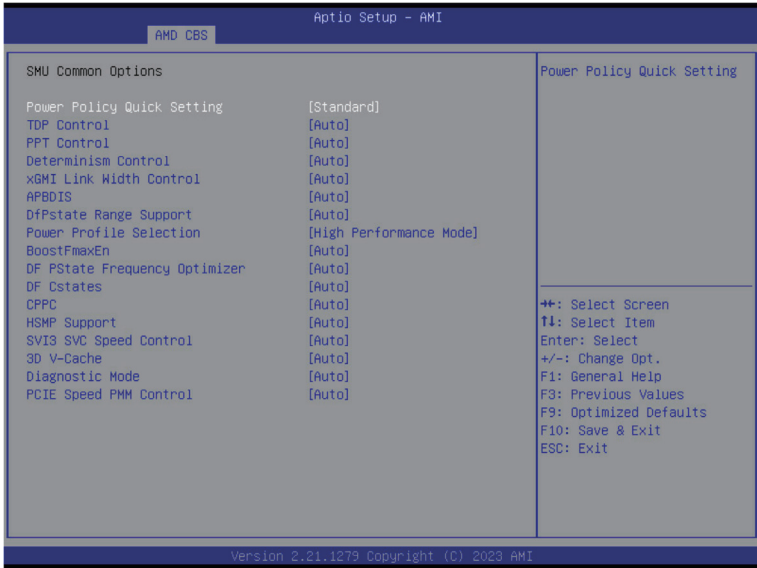 Aptio Setup – AMI
AMD CBS
SMU Common Options
Power Policy Quick Setting [Standard]
TDP Control [Auto]
PPT Control [Auto]
Determinism Control [Auto]
xGMI Link Width Control [Auto]
APBDIS [Auto]
DfPstate Range Support [Auto]
Power Profile Selection [High Performance Mode]
BoostFmaxEn [Auto]
DF PState Frequency Optimizer [Auto]
DF Cstates [Auto]
CPPC [Auto]
HSMP Support [Auto]
SVI3 SVC Speed Control [Auto]
3D V-Cache [Auto]
Diagnostic Mode [Auto]
PCIE Speed PMM Control [Auto]
Power Policy Quick Setting
→←: Select Screen
↑↓: Select Item
Enter: Select
+/-: Change Opt.
F1: General Help
F3: Previous Values
F9: Optimized Defaults
F10: Save & Exit
ESC: Exit
Version 2.21.1279 Copyright (C) 2023 AMI